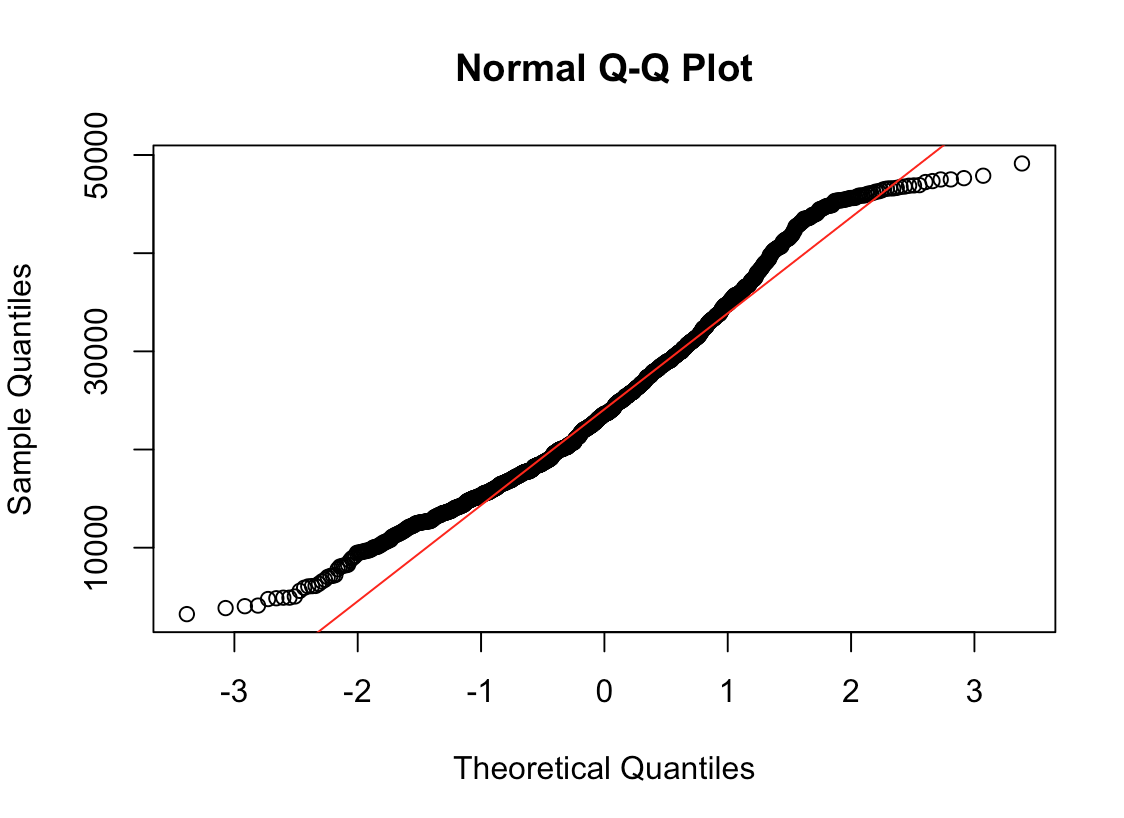 Normal Q-Q Plot
50000
30000
10000
Sample Quantiles
-3 -2 -1 0 1 2 3
Theoretical Quantiles